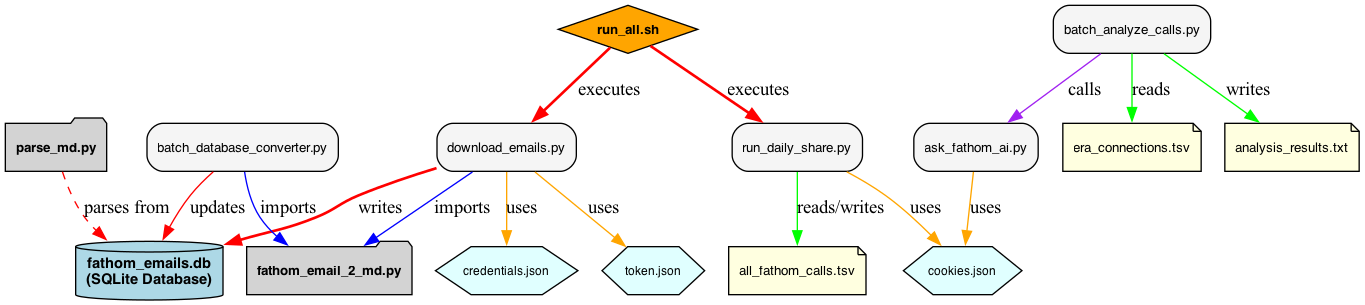 run_all.sh
batch_analyze_calls.py
executes
executes
calls
reads
writes
parse_md.py
batch_database_converter.py
download_emails.py
run_daily_share.py
ask_fathom_ai.py
era_connections.tsv
analysis_results.txt
parses from
updates
imports
writes
imports
uses
uses
reads/writes
uses
uses
fathom_emails.db
(SQLite Database)
fathom_email_2_md.py
credentials.json
token.json
all_fathom_calls.tsv
cookies.json